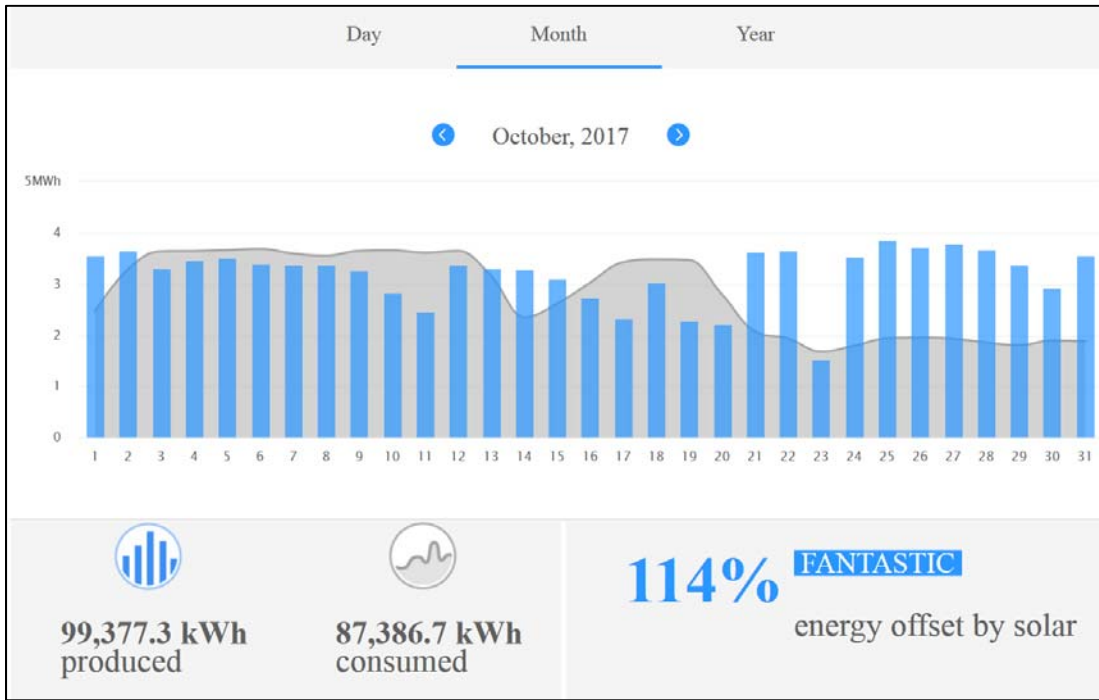 Day Month Year
October, 2017
5MWh
4
3
2
1
0
1 2 3 4 5 6 7 8 9 10 11 12 13 14 15 16 17 18 19 20 21 22 23 24 25 26 27 28 29 30 31
99,377.3 kWh
produced
87,386.7 kWh
consumed
114% FANTASTIC
energy offset by solar